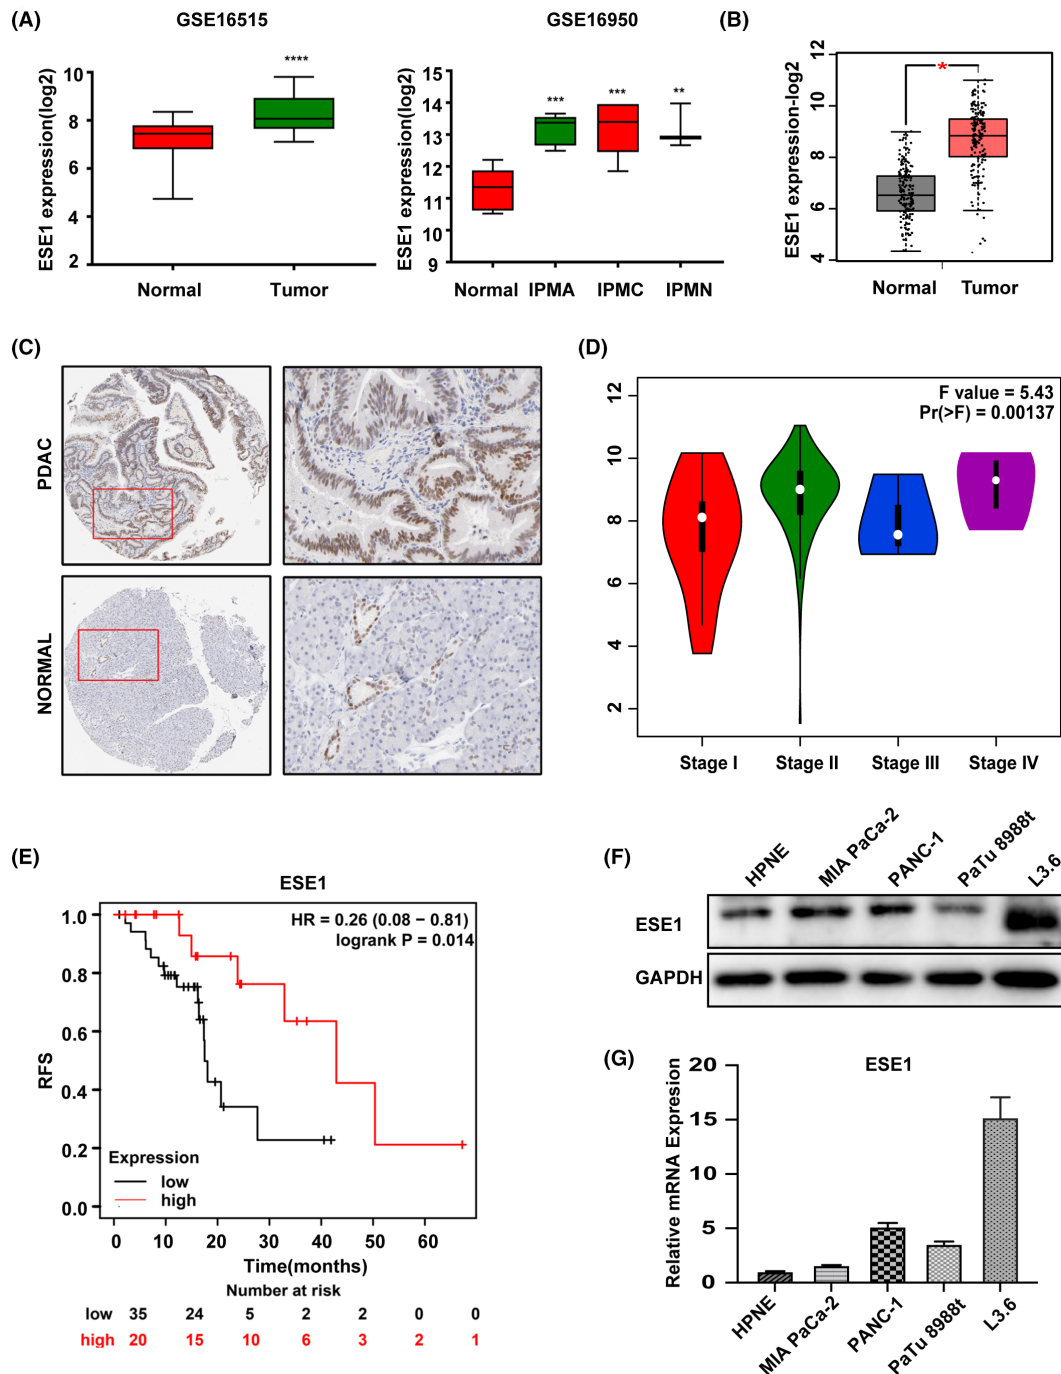 (A)
GSE16515
ESE1 expression(log2)
10
8
6
4
2
****
Normal
Tumor
GSE16950
ESE1 expression(log2)
15
14
13
12
11
10
9
***
***
**
Normal
IPMA
IPMC
IPMN
(B)
ESE1 expression-log2
12
10
8
6
4
*
Normal
Tumor
(C)
PDAC
NORMAL
(D)
12
10
8
6
4
2
F value = 5.43
Pr(>F) = 0.00137
Stage I
Stage II
Stage III
Stage IV
(E)
ESE1
HR = 0.26 (0.08 − 0.81)
logrank P = 0.014
RFS
1.0
0.8
0.6
0.4
0.2
0.0
Expression
low
high
0 10 20 30 40 50 60
Time(months)
Number at risk
low 35 24 5 2 2 0 0
high 20 15 10 6 3 2 1
(F)
HPNE
MIA PaCa-2
PANC-1
PaTu 8988t
L3.6
ESE1
GAPDH
(G)
ESE1
Relative mRNA Expresion
20
15
10
5
0
HPNE
MIA PaCa-2
PANC-1
PaTu 8988t
L3.6